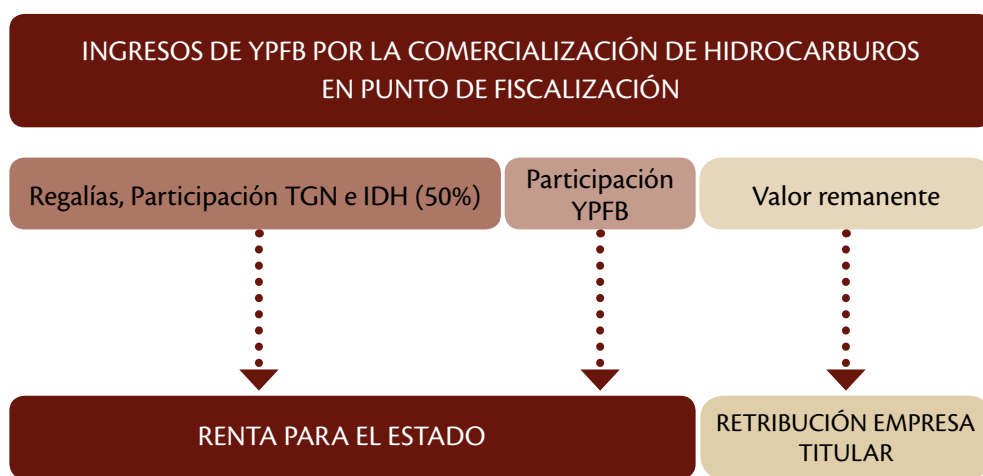 INGRESOS DE YPFB POR LA COMERCIALIZACIÓN DE HIDROCARBUROS
EN PUNTO DE FISCALIZACIÓN
Regalías, Participación TGN e IDH (50%)
Participación
YPFB
Valor remanente
RENTA PARA EL ESTADO
RETRIBUCIÓN EMPRESA
TITULAR